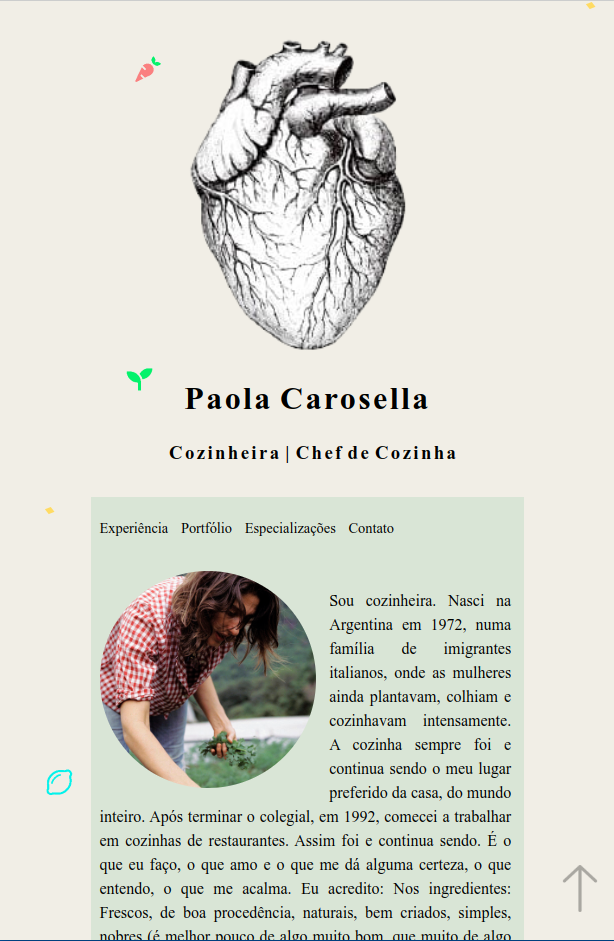 Paola Carosella
Cozinheira | Chef de Cozinha
Experiência Portfólio Especializações Contato
Sou cozinheira. Nasci na
Argentina em 1972, numa
família de imigrantes
italianos, onde as mulheres
ainda plantavam, colhiam e
cozinhavam intensamente.
A cozinha sempre foi e
continua sendo o meu lugar
preferido da casa, do mundo
inteiro. Após terminar o colegial, em 1992, comecei a trabalhar
em cozinhas de restaurantes. Assim foi e continua sendo. É o
que eu faço, o que amo e o que me dá alguma certeza, o que
entendo, o que me acalma. Eu acredito: Nos ingredientes:
Frescos, de boa procedência, naturais, bem criados, simples,
nobres (é melhor pouco de algo muito bom, que muito de algo